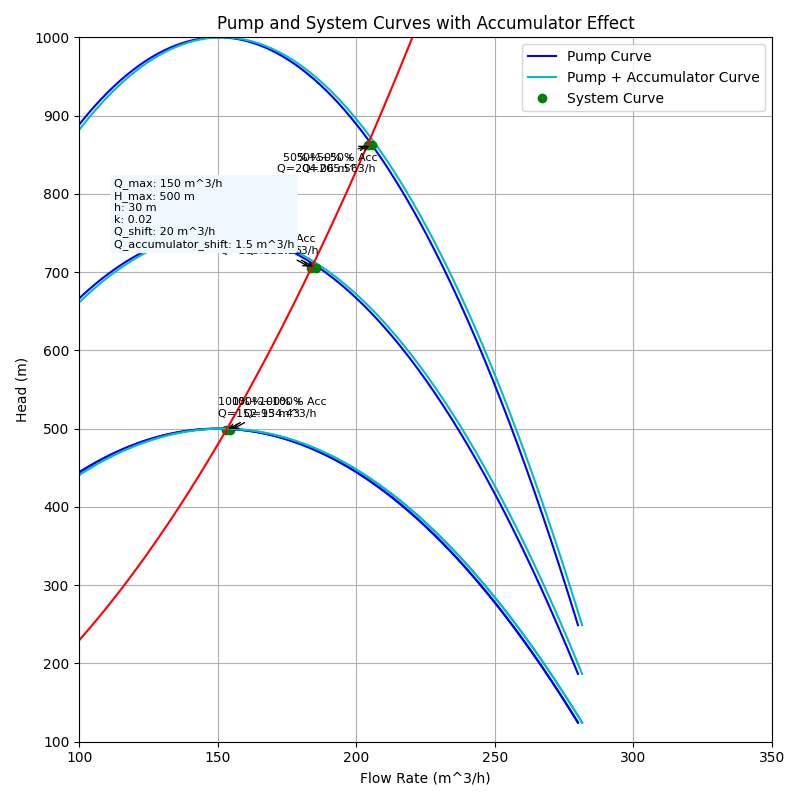 Pump and System Curves with Accumulator Effect
1000
900
800
700
600
500
400
300
200
100
Head (m)
Pump Curve
Pump + Accumulator Curve
System Curve
Q_max: 150 m^3/h
H_max: 500 m
h: 30 m
k: 0.02
Q_shift: 20 m^3/h
Q_accumulator_shift: 1.5 m^3/h
Acc
100
150
200
250
300
350
Flow Rate (m^3/h)